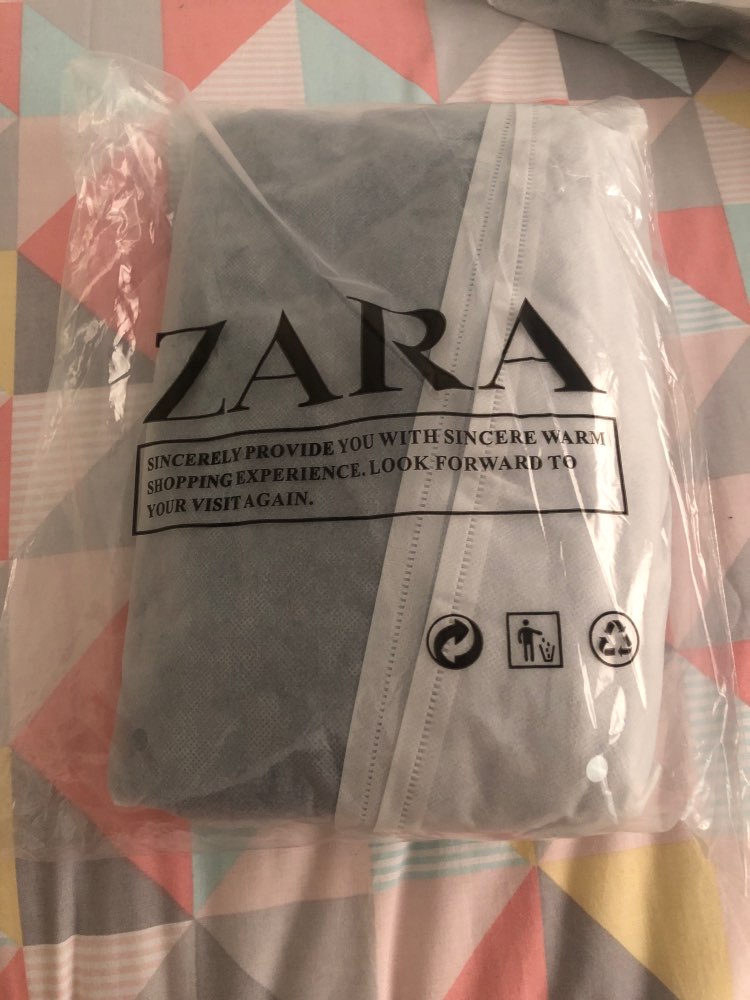 ZARA
SINCERELY PROVIDE YOU WITH SINCERE WARM
SHOPPING EXPERIENCE. LOOK FORWARD TO
YOUR VISIT AGAIN.